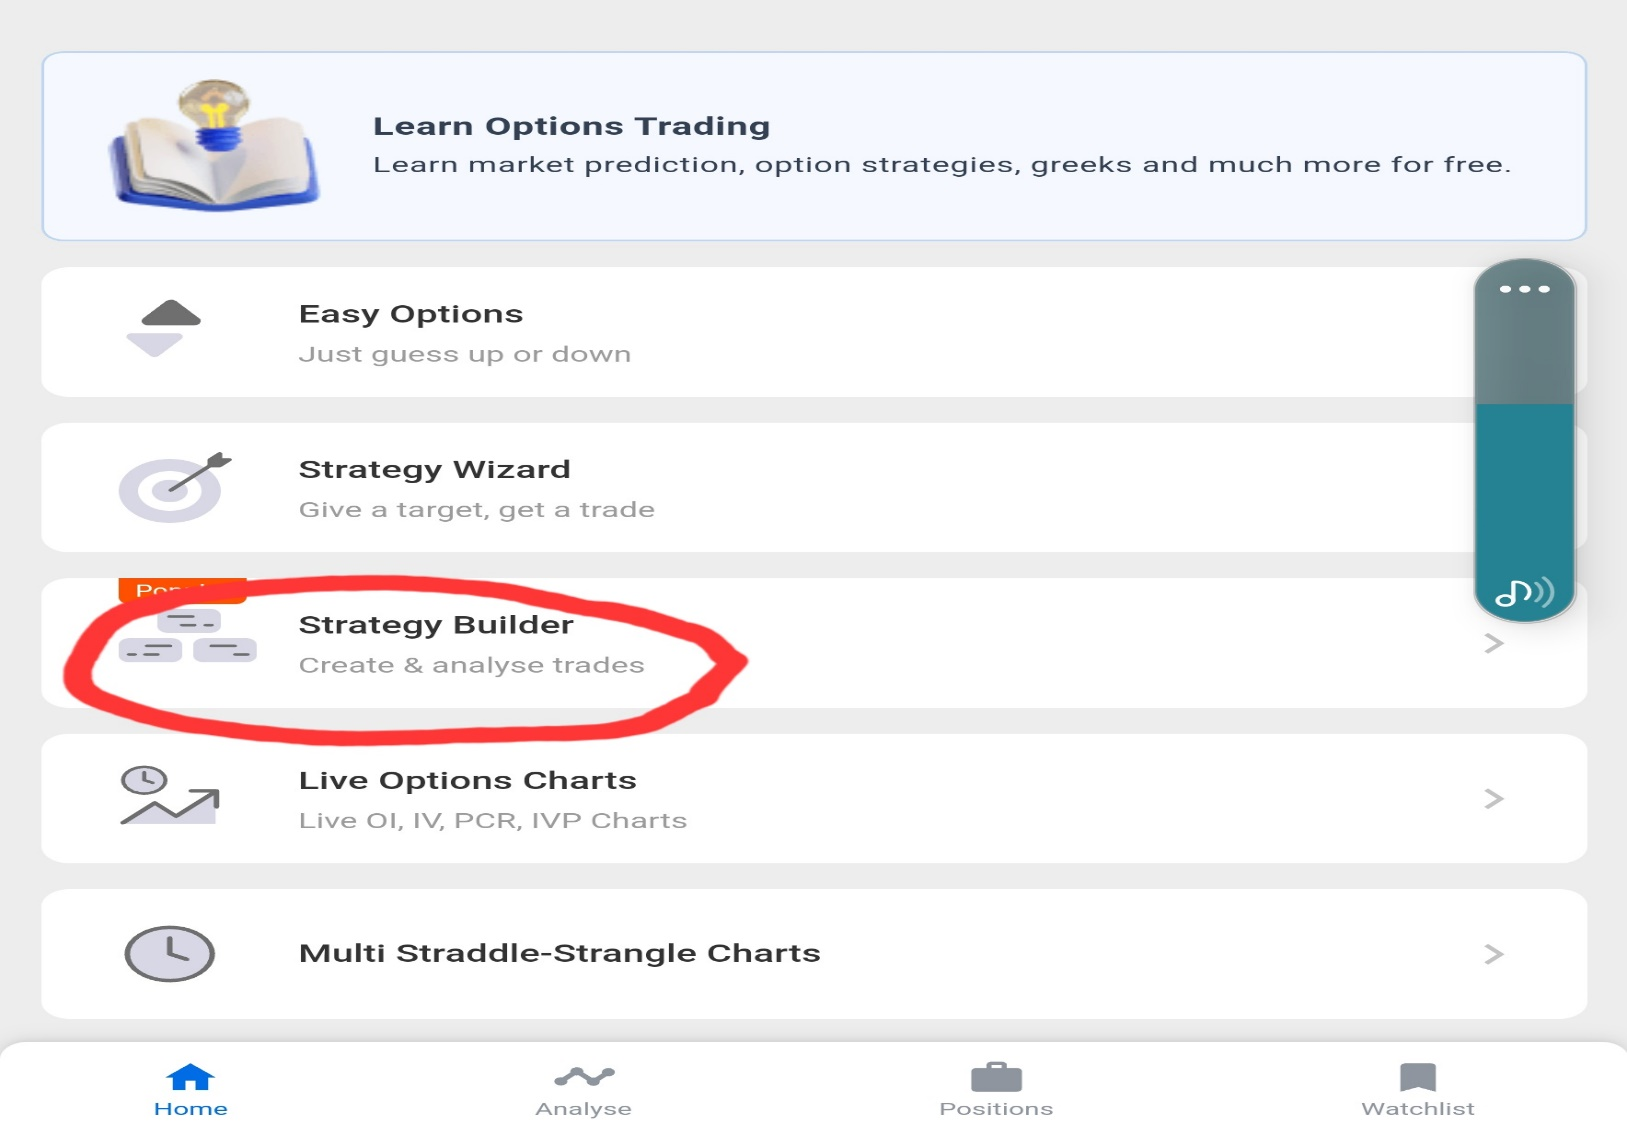 Learn Options Trading
Learn market prediction, option strategies, greeks and much more for free.
Easy Options
Just guess up or down
Strategy Wizard
Give a target, get a trade
Strategy Builder
Create & analyse trades
Live Options Charts
Live OI, IV, PCR, IVP Charts
Multi Straddle-Strangle Charts
Home
Analyse
Positions
Watchlist